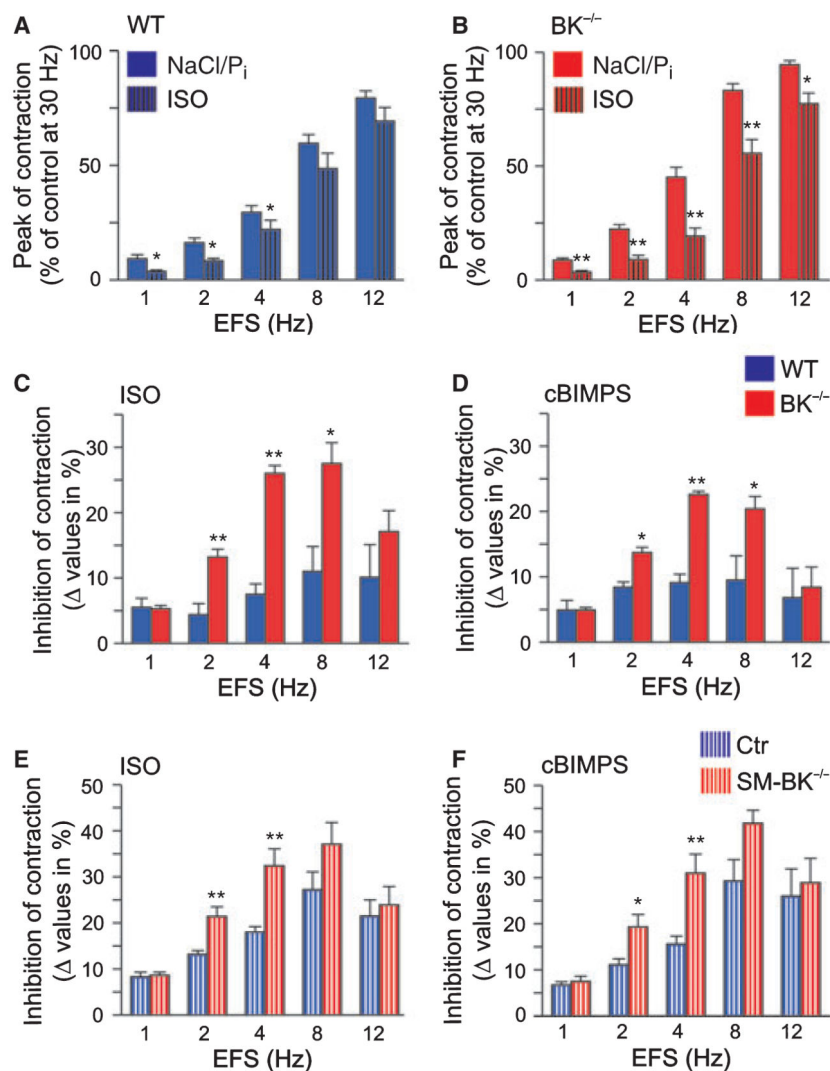 A WT
NaCl/Pi
ISO
Peak of contraction
(% of control at 30 Hz)
100
50
0
* * *
1 2 4 8 12
EFS (Hz)
B BK−/−
NaCl/Pi
ISO
Peak of contraction
(% of control at 30 Hz)
100
50
0
** ** ** ** *
1 2 4 8 12
EFS (Hz)
C ISO
Inhibition of contraction
(Δ values in %)
30
20
10
0
** ** *
1 2 4 8 12
EFS (Hz)
D cBIMPS
WT
BK−/−
Inhibition of contraction
(Δ values in %)
30
20
10
0
* ** *
1 2 4 8 12
EFS (Hz)
E ISO
Inhibition of contraction
(Δ values in %)
50
40
30
20
10
0
** **
1 2 4 8 12
EFS (Hz)
F cBIMPS
Ctr
SM-BK−/−
Inhibition of contraction
(Δ values in %)
50
40
30
20
10
0
* **
1 2 4 8 12
EFS (Hz)